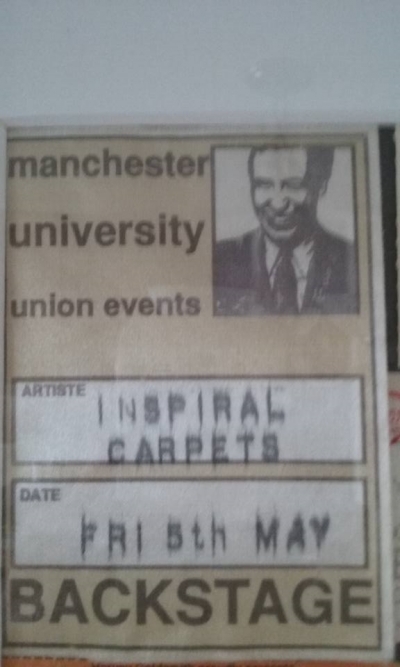 manchester
university
union events
ARTISTE
INSPIRAL
CARPETS
DATE
FRI 5th MAY
BACKSTAGE